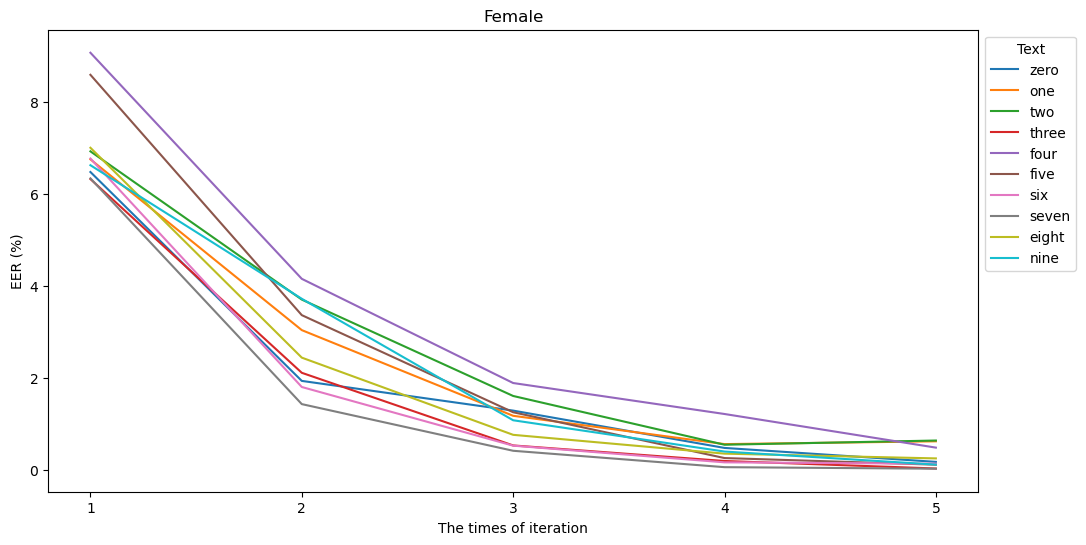 Female
EER (%)
8
6
4
2
0
1 2 3 4 5
The times of iteration
Text
zero
one
two
three
four
five
six
seven
eight
nine